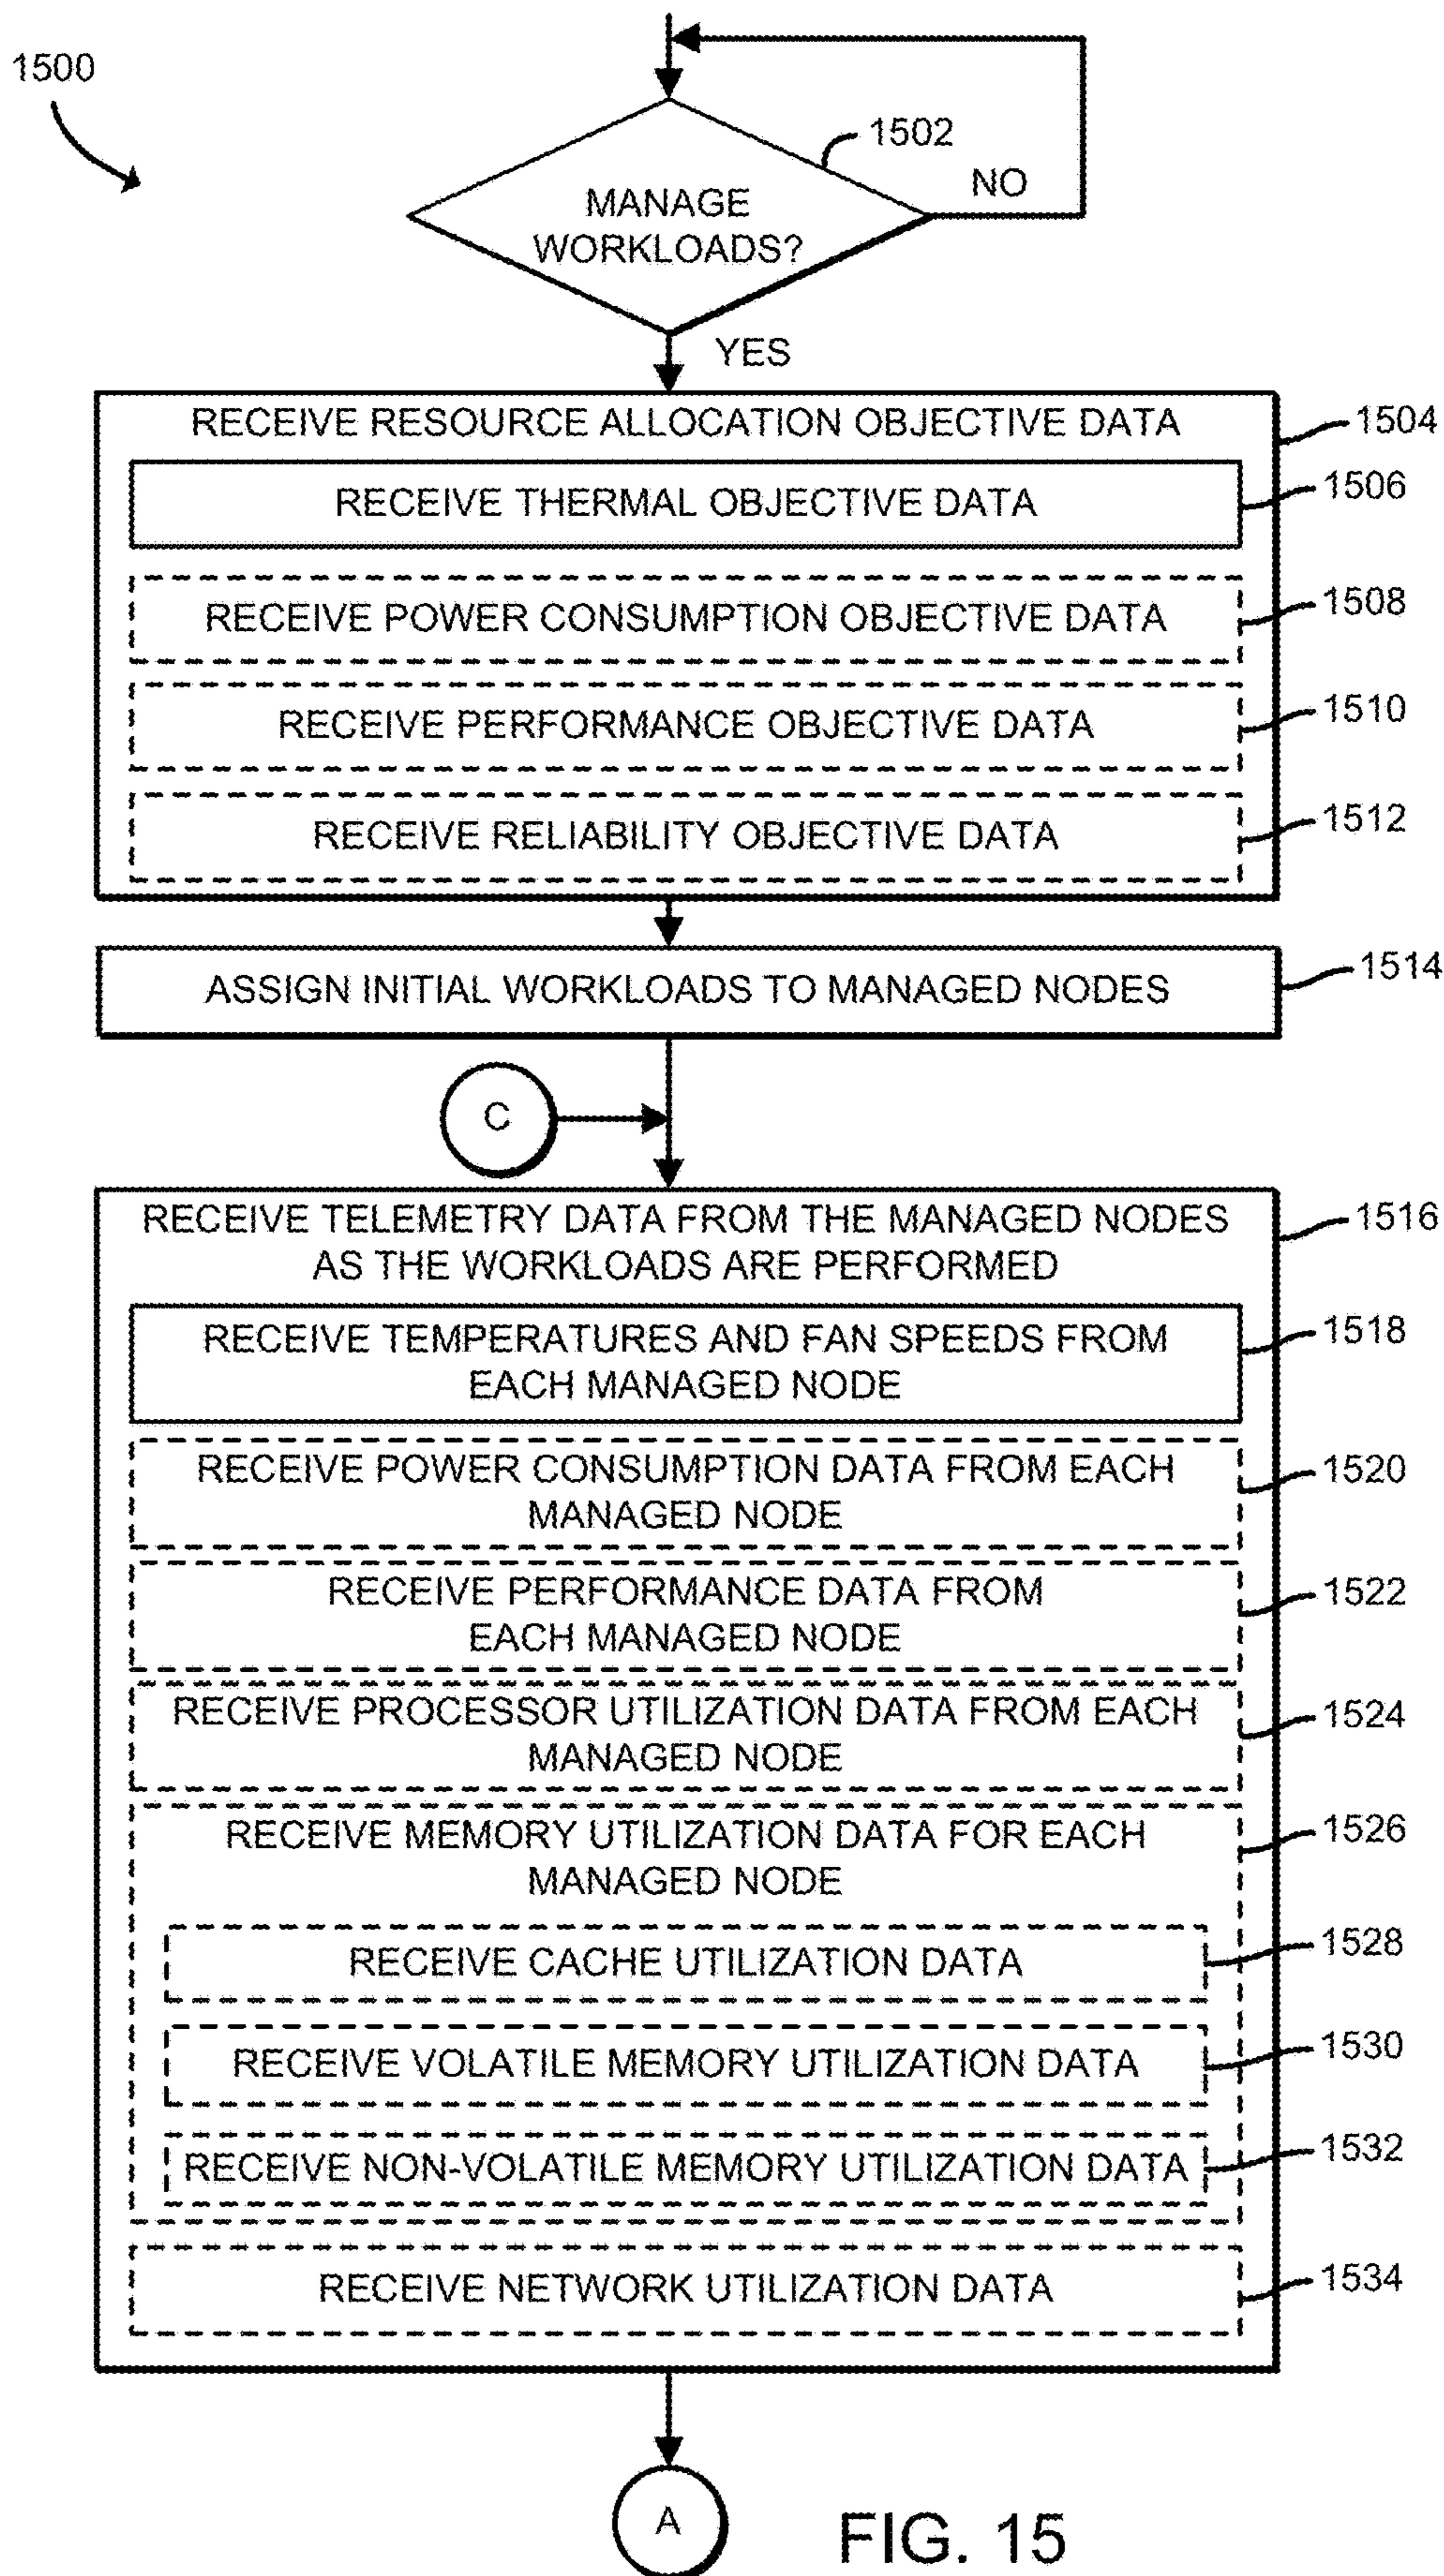 1500
1502
MANAGE
WORKLOADS?
NO
YES
RECEIVE RESOURCE ALLOCATION OBJECTIVE DATA
1504
RECEIVE THERMAL OBJECTIVE DATA
1506
RECEIVE POWER CONSUMPTION OBJECTIVE DATA
1508
RECEIVE PERFORMANCE OBJECTIVE DATA
1510
RECEIVE RELIABILITY OBJECTIVE DATA
1512
ASSIGN INITIAL WORKLOADS TO MANAGED NODES
1514
C
RECEIVE TELEMETRY DATA FROM THE MANAGED NODES
AS THE WORKLOADS ARE PERFORMED
1516
RECEIVE TEMPERATURES AND FAN SPEEDS FROM
EACH MANAGED NODE
1518
RECEIVE POWER CONSUMPTION DATA FROM EACH
MANAGED NODE
1520
RECEIVE PERFORMANCE DATA FROM
EACH MANAGED NODE
1522
RECEIVE PROCESSOR UTILIZATION DATA FROM EACH
MANAGED NODE
1524
RECEIVE MEMORY UTILIZATION DATA FOR EACH
MANAGED NODE
1526
RECEIVE CACHE UTILIZATION DATA
1528
RECEIVE VOLATILE MEMORY UTILIZATION DATA
1530
RECEIVE NON-VOLATILE MEMORY UTILIZATION DATA
1532
RECEIVE NETWORK UTILIZATION DATA
1534
A
FIG. 15